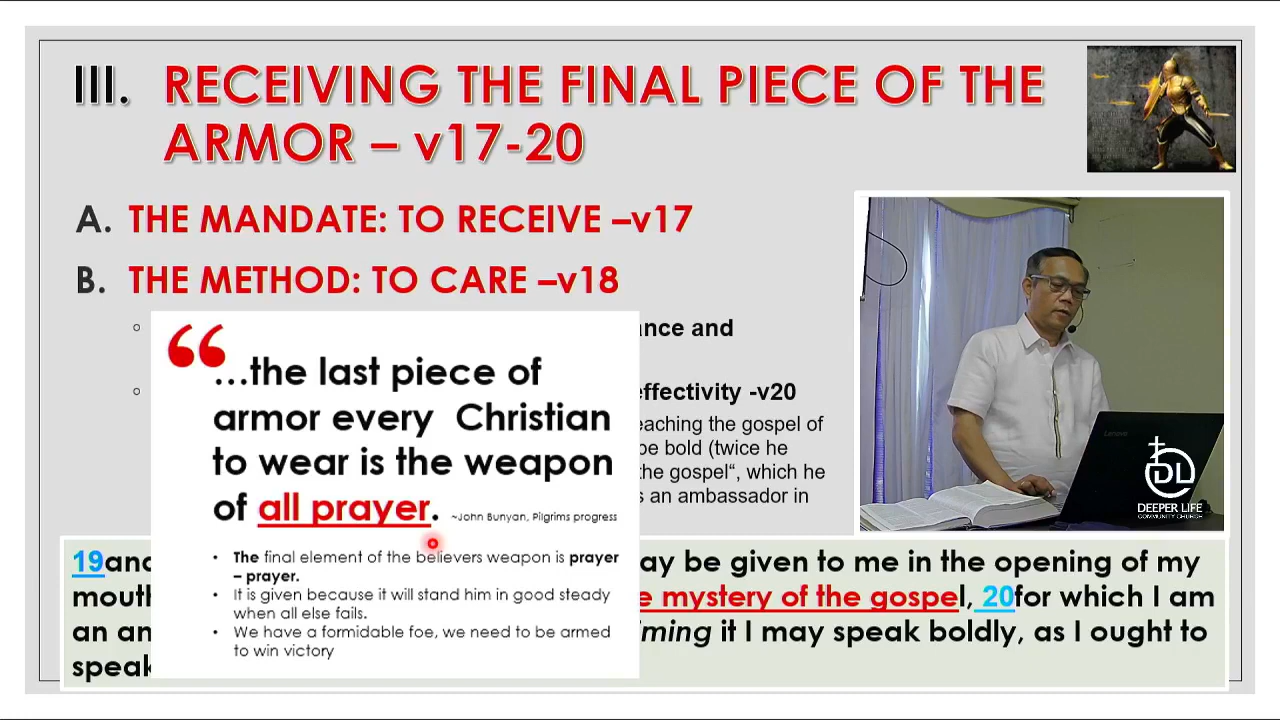 III. RECEIVING THE FINAL PIECE OF THE
ARMOR – v17-20
A. THE MANDATE: TO RECEIVE –v17
B. THE METHOD: TO CARE –v18
ance and
effectivity -v20
eaching the gospel of
be bold (twice he
the gospel“, which he
s an ambassador in
“
…the last piece of
armor every Christian
to wear is the weapon
of all prayer. ~John Bunyan, Pilgrims progress
• The final element of the believers weapon is prayer
– prayer.
• It is given because it will stand him in good steady
when all else fails.
• We have a formidable foe, we need to be armed
to win victory
Lenovo
DL
DEEPER LIFE
COMMUNITY CHURCH
19and ay be given to me in the opening of my
mouth e mystery of the gospel, 20for which I am
an am iming it I may speak boldly, as I ought to
speak